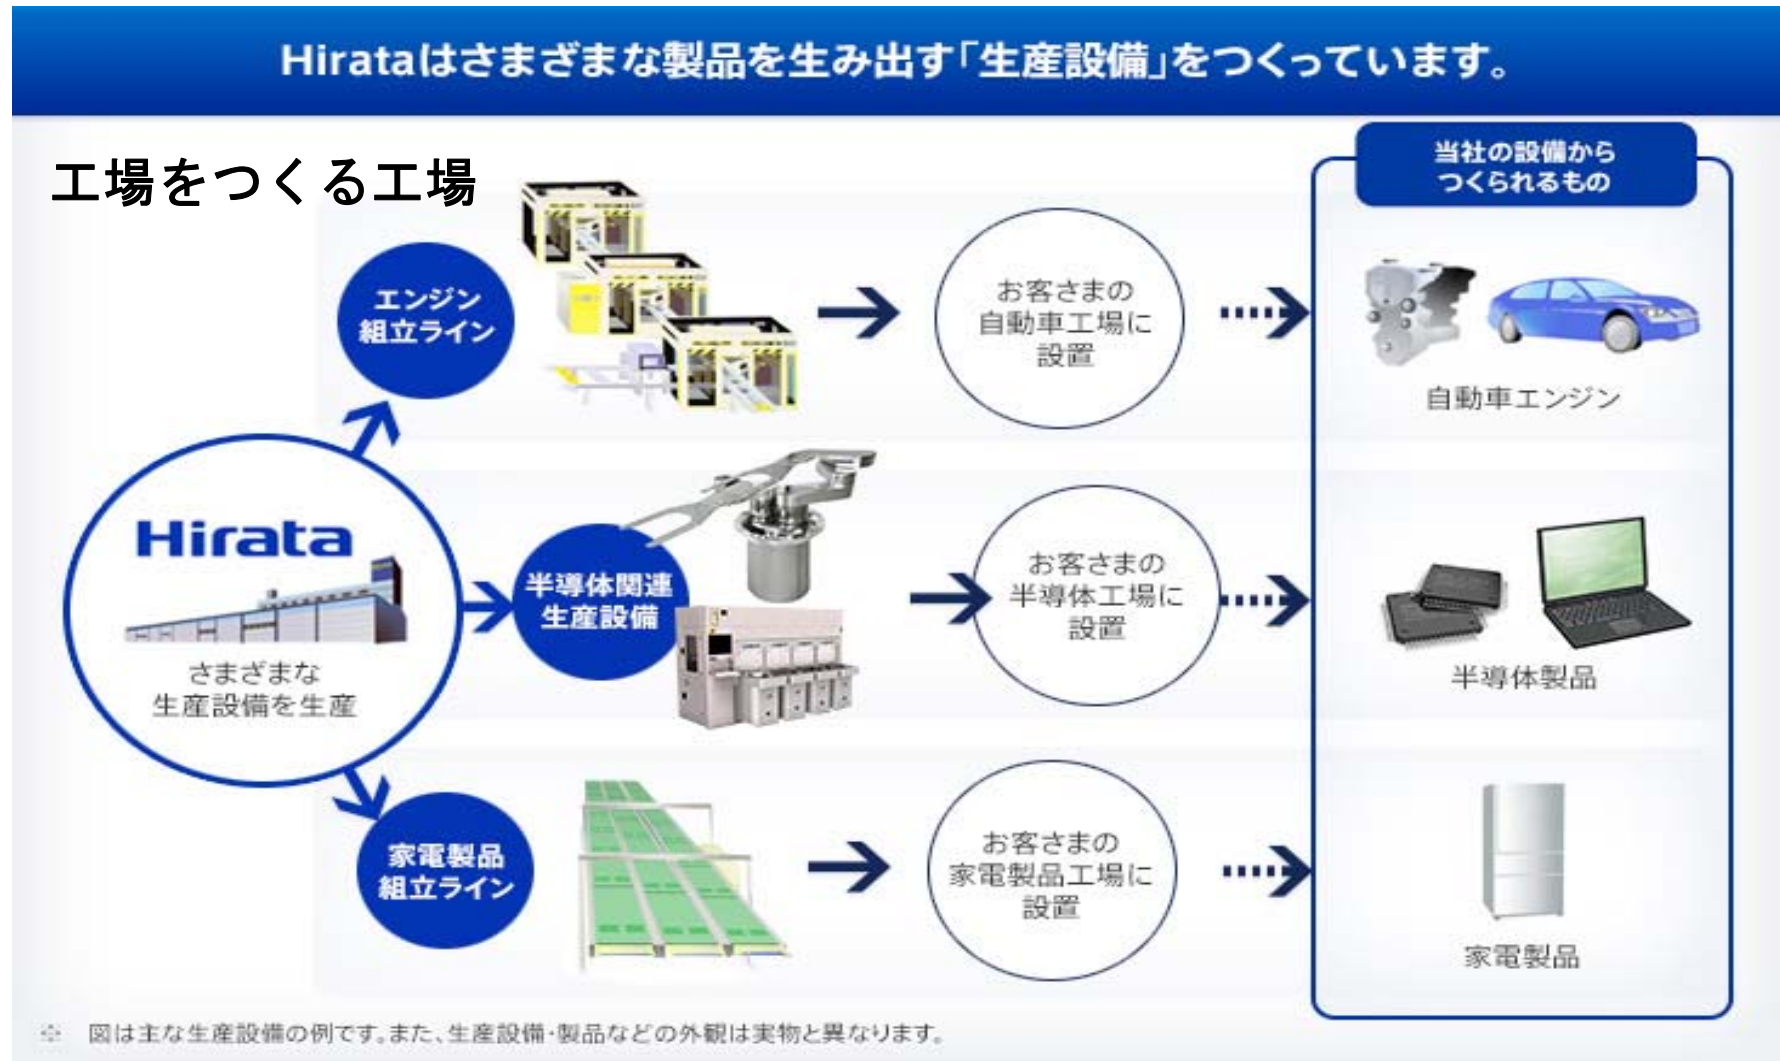 Hirataはさまざまな製品を生み出す「生産設備」をつくっています。
工場をつくる工場
当社の設備から
つくられるもの
エンジン
組立ライン
お客さまの
自動車工場に
設置
自動車エンジン
Hirata
さまざまな
生産設備を生産
半導体関連
生産設備
お客さまの
半導体工場に
設置
半導体製品
家電製品
組立ライン
お客さまの
家電製品工場に
設置
家電製品
※ 図は主な生産設備の例です。また、生産設備・製品などの外観は実物と異なります。